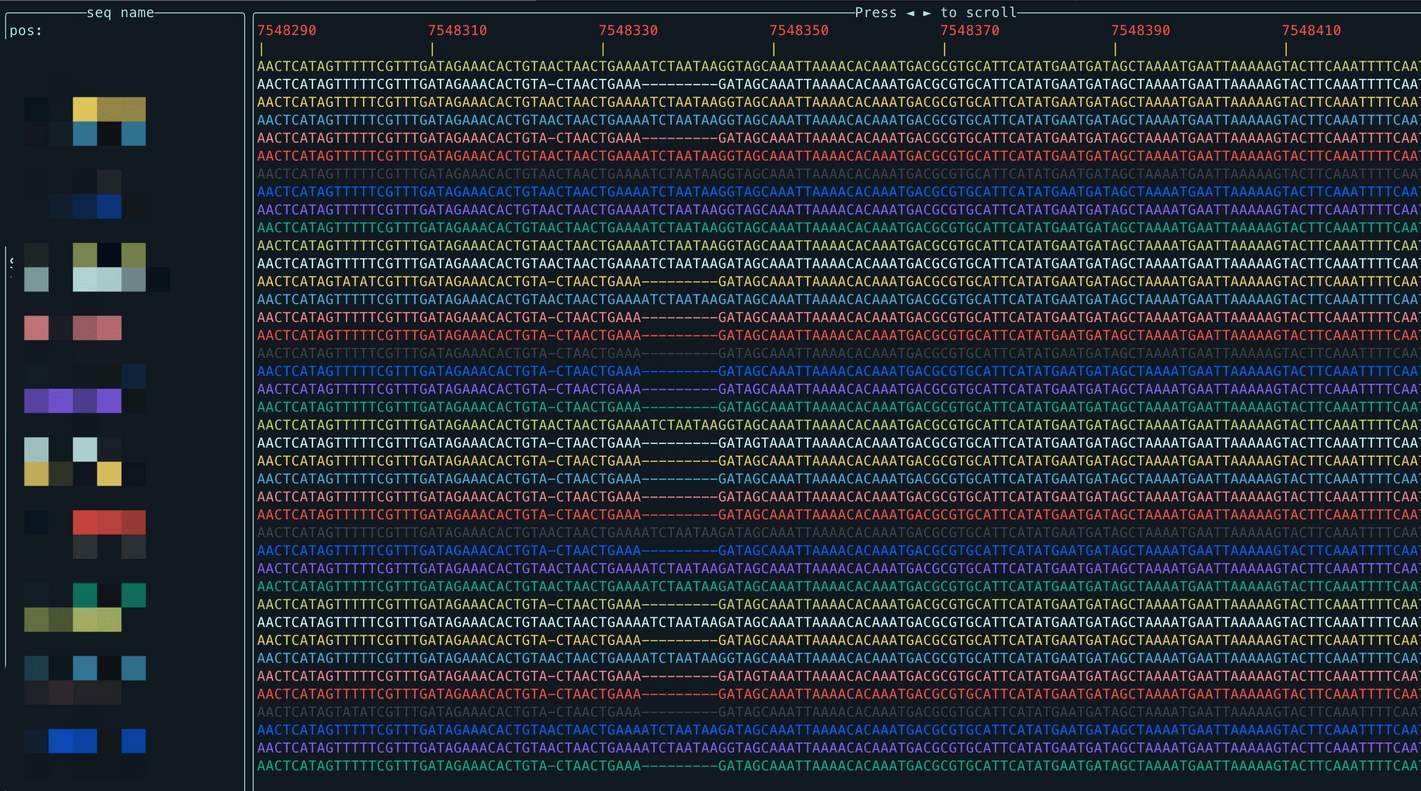 seq name
Press ◄ ► to scroll
pos:
7548290 7548310 7548330 7548350 7548370 7548390 7548410
AACTCATAGTTTTTCGTTTGATAGAAACACTGTAACTAACTGAAAATCTAATAAGGTAGCAAATTAAAACACAAATGACGCGTGCATTCATATGAATGATAGCTAAAATGAATTAAAAAGTACTTCAAATTTTCAA
AACTCATAGTTTTTCGTTTGATAGAAACACTGTA-CTAACTGAAA---------GATAGCAAATTAAAACACAAATGACGCGTGCATTCATATGAATGATAGCTAAAATGAATTAAAAAGTACTTCAAATTTTCAA
AACTCATAGTTTTTCGTTTGATAGAAACACTGTAACTAACTGAAAATCTAATAAGGTAGCAAATTAAAACACAAATGACGCGTGCATTCATATGAATGATAGCTAAAATGAATTAAAAAGTACTTCAAATTTTCAA
AACTCATAGTTTTTCGTTTGATAGAAACACTGTAACTAACTGAAAATCTAATAAGGTAGCAAATTAAAACACAAATGACGCGTGCATTCATATGAATGATAGCTAAAATGAATTAAAAAGTACTTCAAATTTTCAA
AACTCATAGTTTTTCGTTTGATAGAAACACTGTA-CTAACTGAAA---------GATAGCAAATTAAAACACAAATGACGCGTGCATTCATATGAATGATAGCTAAAATGAATTAAAAAGTACTTCAAATTTTCAA
AACTCATAGTTTTTCGTTTGATAGAAACACTGTAACTAACTGAAAATCTAATAAGGTAGCAAATTAAAACACAAATGACGCGTGCATTCATATGAATGATAGCTAAAATGAATTAAAAAGTACTTCAAATTTTCAA
AACTCATAGTTTTTCGTTTGATAGAAACACTGTAACTAACTGAAAATCTAATAAGGTAGCAAATTAAAACACAAATGACGCGTGCATTCATATGAATGATAGCTAAAATGAATTAAAAAGTACTTCAAATTTTCAA
AACTCATAGTTTTTCGTTTGATAGAAACACTGTAACTAACTGAAAATCTAATAAGGTAGCAAATTAAAACACAAATGACGCGTGCATTCATATGAATGATAGCTAAAATGAATTAAAAAGTACTTCAAATTTTCAA
AACTCATAGTTTTTCGTTTGATAGAAACACTGTAACTAACTGAAAATCTAATAAGGTAGCAAATTAAAACACAAATGACGCGTGCATTCATATGAATGATAGCTAAAATGAATTAAAAAGTACTTCAAATTTTCAA
AACTCATAGTTTTTCGTTTGATAGAAACACTGTAACTAACTGAAAATCTAATAAGGTAGCAAATTAAAACACAAATGACGCGTGCATTCATATGAATGATAGCTAAAATGAATTAAAAAGTACTTCAAATTTTCAA
AACTCATAGTTTTTCGTTTGATAGAAACACTGTAACTAACTGAAAATCTAATAAGGTAGCAAATTAAAACACAAATGACGCGTGCATTCATATGAATGATAGCTAAAATGAATTAAAAAGTACTTCAAATTTTCAA
AACTCATAGTTTTTCGTTTGATAGAAACACTGTAACTAACTGAAAATCTAATAAGATAGCAAATTAAAACACAAATGACGCGTGCATTCATATGAATGATAGCTAAAATGAATTAAAAAGTACTTCAAATTTTCAA
AACTCATAGTATATCGTTTGATAGAAACACTGTA-CTAACTGAAA---------GATAGCAAATTAAAACACAAATGACGCGTGCATTCATATGAATGATAGCTAAAATGAATTAAAAAGTACTTCAAATTTTCAA
AACTCATAGTTTTTCGTTTGATAGAAACACTGTAACTAACTGAAAATCTAATAAGATAGCAAATTAAAACACAAATGACGCGTGCATTCATATGAATGATAGCTAAAATGAATTAAAAAGTACTTCAAATTTTCAA
AACTCATAGTTTTTCGTTTGATAGAAACACTGTA-CTAACTGAAA---------GATAGCAAATTAAAACACAAATGACGCGTGCATTCATATGAATGATAGCTAAAATGAATTAAAAAGTACTTCAAATTTTCAA
AACTCATAGTTTTTCGTTTGATAGAAACACTGTA-CTAACTGAAA---------GATAGCAAATTAAAACACAAATGACGCGTGCATTCATATGAATGATAGCTAAAATGAATTAAAAAGTACTTCAAATTTTCAA
AACTCATAGTTTTTCGTTTGATAGAAACACTGTA-CTAACTGAAA---------GATAGCAAATTAAAACACAAATGACGCGTGCATTCATATGAATGATAGCTAAAATGAATTAAAAAGTACTTCAAATTTTCAA
AACTCATAGTTTTTCGTTTGATAGAAACACTGTA-CTAACTGAAA---------GATAGCAAATTAAAACACAAATGACGCGTGCATTCATATGAATGATAGCTAAAATGAATTAAAAAGTACTTCAAATTTTCAA
AACTCATAGTTTTTCGTTTGATAGAAACACTGTA-CTAACTGAAA---------GATAGCAAATTAAAACACAAATGACGCGTGCATTCATATGAATGATAGCTAAAATGAATTAAAAAGTACTTCAAATTTTCAA
AACTCATAGTTTTTCGTTTGATAGAAACACTGTA-CTAACTGAAA---------GATAGCAAATTAAAACACAAATGACGCGTGCATTCATATGAATGATAGCTAAAATGAATTAAAAAGTACTTCAAATTTTCAA
AACTCATAGTTTTTCGTTTGATAGAAACACTGTAACTAACTGAAAATCTAATAAGGTAGCAAATTAAAACACAAATGACGCGTGCATTCATATGAATGATAGCTAAAATGAATTAAAAAGTACTTCAAATTTTCAA
AACTCATAGTTTTTCGTTTGATAGAAACACTGTA-CTAACTGAAA---------GATAGTAAATTAAAACACAAATGACGCGTGCATTCATATGAATGATAGCTAAAATGAATTAAAAAGTACTTCAAATTTTCAA
AACTCATAGTTTTTCGTTTGATAGAAACACTGTA-CTAACTGAAA---------GATAGCAAATTAAAACACAAATGACGCGTGCATTCATATGAATGATAGCTAAAATGAATTAAAAAGTACTTCAAATTTTCAA
AACTCATAGTTTTTCGTTTGATAGAAACACTGTA-CTAACTGAAA---------GATAGCAAATTAAAACACAAATGACGCGTGCATTCATATGAATGATAGCTAAAATGAATTAAAAAGTACTTCAAATTTTCAA
AACTCATAGTTTTTCGTTTGATAGAAACACTGTA-CTAACTGAAA---------GATAGCAAATTAAAACACAAATGACGCGTGCATTCATATGAATGATAGCTAAAATGAATTAAAAAGTACTTCAAATTTTCAA
AACTCATAGTTTTTCGTTTGATAGAAACACTGTA-CTAACTGAAA---------GATAGCAAATTAAAACACAAATGACGCGTGCATTCATATGAATGATAGCTAAAATGAATTAAAAAGTACTTCAAATTTTCAA
AACTCATAGTTTTTCGTTTGATAGAAACACTGTAACTAACTGAAAATCTAATAAGATAGCAAATTAAAACACAAATGACGCGTGCATTCATATGAATGATAGCTAAAATGAATTAAAAAGTACTTCAAATTTTCAA
AACTCATAGTTTTTCGTTTGATAGAAACACTGTA-CTAACTGAAA---------GATAGCAAATTAAAACACAAATGACGCGTGCATTCATATGAATGATAGCTAAAATGAATTAAAAAGTACTTCAAATTTTCAA
AACTCATAGTTTTTCGTTTGATAGAAACACTGTAACTAACTGAAAATCTAATAAGATAGCAAATTAAAACACAAATGACGCGTGCATTCATATGAATGATAGCTAAAATGAATTAAAAAGTACTTCAAATTTTCAA
AACTCATAGTTTTTCGTTTGATAGAAACACTGTAACTAACTGAAAATCTAATAAGATAGCAAATTAAAACACAAATGACGCGTGCATTCATATGAATGATAGCTAAAATGAATTAAAAAGTACTTCAAATTTTCAA
AACTCATAGTTTTTCGTTTGATAGAAACACTGTA-CTAACTGAAA---------GATAGCAAATTAAAACACAAATGACGCGTGCATTCATATGAATGATAGCTAAAATGAATTAAAAAGTACTTCAAATTTTCAA
AACTCATAGTTTTTCGTTTGATAGAAACACTGTAACTAACTGAAAATCTAATAAGATAGCAAATTAAAACACAAATGACGCGTGCATTCATATGAATGATAGCTAAAATGAATTAAAAAGTACTTCAAATTTTCAA
AACTCATAGTTTTTCGTTTGATAGAAACACTGTA-CTAACTGAAA---------GATAGCAAATTAAAACACAAATGACGCGTGCATTCATATGAATGATAGCTAAAATGAATTAAAAAGTACTTCAAATTTTCAA
AACTCATAGTTTTTCGTTTGATAGAAACACTGTAACTAACTGAAAATCTAATAAGGTAGCAAATTAAAACACAAATGACGCGTGCATTCATATGAATGATAGCTAAAATGAATTAAAAAGTACTTCAAATTTTCAA
AACTCATAGTTTTTCGTTTGATAGAAACACTGTA-CTAACTGAAA---------GATAGTAAATTAAAACACAAATGACGCGTGCATTCATATGAATGATAGCTAAAATGAATTAAAAAGTACTTCAAATTTTCAA
AACTCATAGTTTTTCGTTTGATAGAAACACTGTA-CTAACTGAAA---------GATAGCAAATTAAAACACAAATGACGCGTGCATTCATATGAATGATAGCTAAAATGAATTAAAAAGTACTTCAAATTTTCAA
AACTCATAGTATATCGTTTGATAGAAACACTGTA-CTAACTGAAA---------GATAGCAAATTAAAACACAAATGACGCGTGCATTCATATGAATGATAGCTAAAATGAATTAAAAAGTACTTCAAATTTTCAA
AACTCATAGTTTTTCGTTTGATAGAAACACTGTAACTAACTGAAAATCTAATAAGATAGCAAATTAAAACACAAATGACGCGTGCATTCATATGAATGATAGCTAAAATGAATTAAAAAGTACTTCAAATTTTCAA
AACTCATAGTTTTTCGTTTGATAGAAACACTGTAACTAACTGAAAATCTAATAAGATAGCAAATTAAAACACAAATGACGCGTGCATTCATATGAATGATAGCTAAAATGAATTAAAAAGTACTTCAAATTTTCAA
AACTCATAGTTTTTCGTTTGATAGAAACACTGTA-CTAACTGAAA---------GATAGCAAATTAAAACACAAATGACGCGTGCATTCATATGAATGATAGCTAAAATGAATTAAAAAGTACTTCAAATTTTCAA